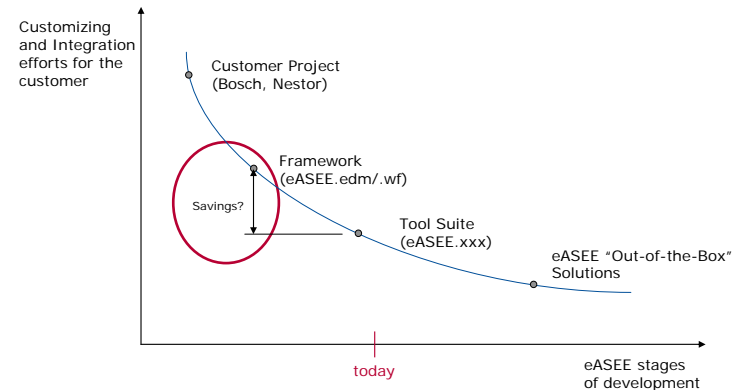 Customizing
and Integration
efforts for the
customer
Customer Project
(Bosch, Nestor)
Framework
(eASEE.edm/.wf)
Savings?
Tool Suite
(eASEE.xxx)
eASEE “Out-of-the-Box”
Solutions
today
eASEE stages
of development